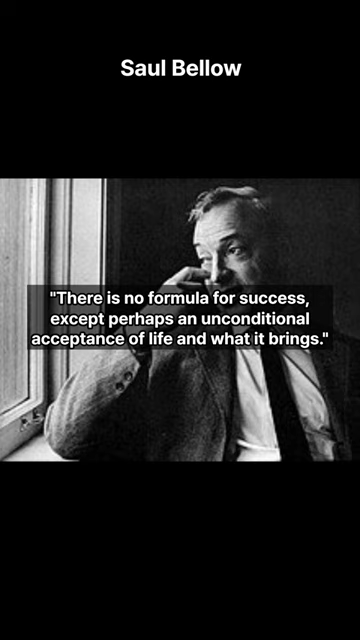 Saul Bellow
"There is no formula for success,
except perhaps an unconditional
acceptance of life and what it brings."